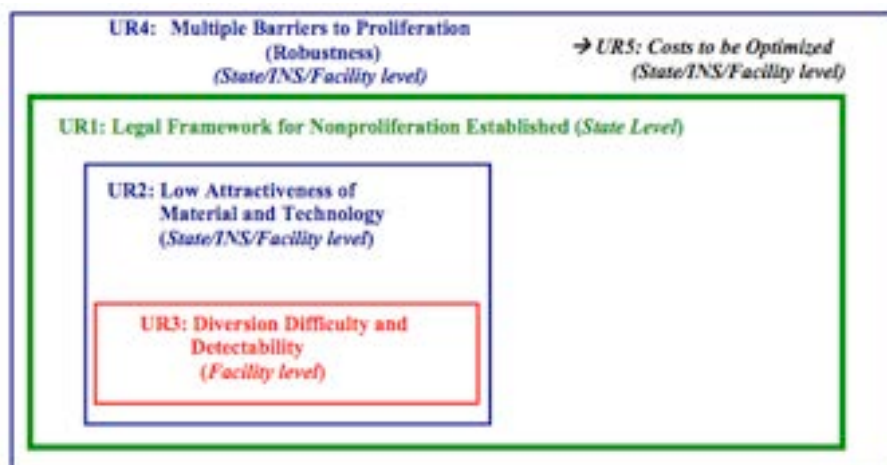 UR4: Multiple Barriers to Proliferation
(Robustness)
(State/INS/Facility level)
→ UR5: Costs to be Optimized
(State/INS/Facility level)
UR1: Legal Framework for Nonproliferation Established (State Level)
UR2: Low Attractiveness of
Material and Technology
(State/INS/Facility level)
UR3: Diversion Difficulty and
Detectability
(Facility level)